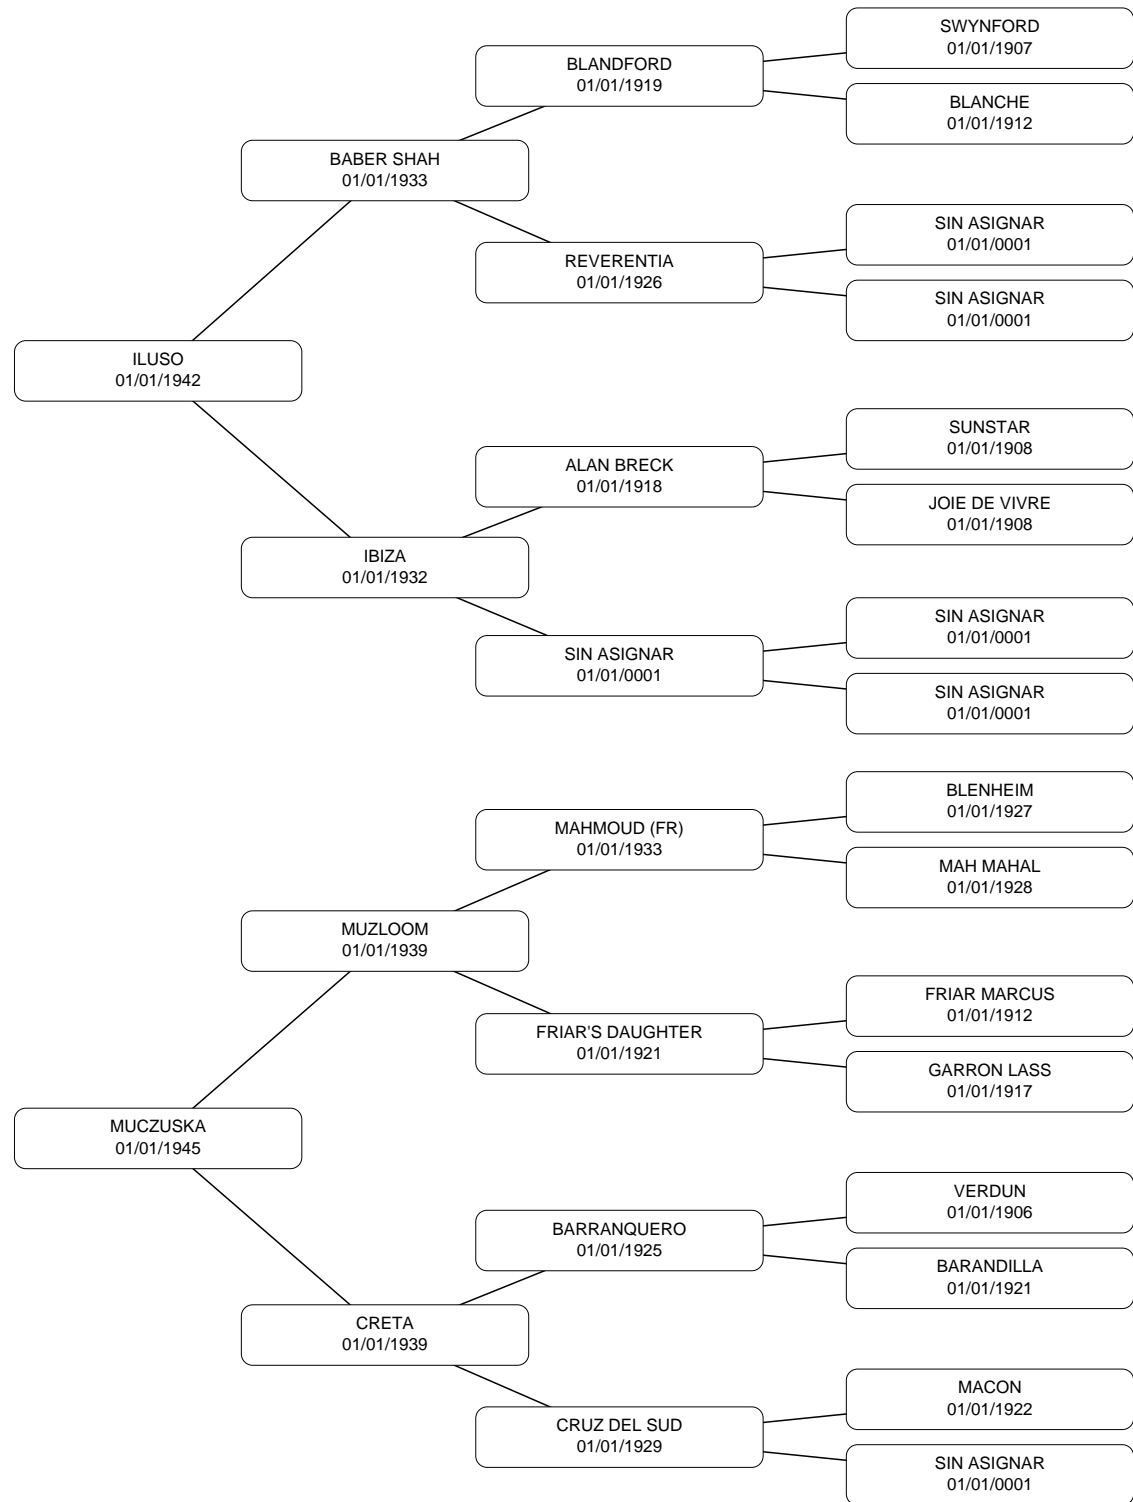 SWYNFORD
01/01/1907
BLANDFORD
01/01/1919
BLANCHE
01/01/1912
BABER SHAH
01/01/1933
SIN ASIGNAR
01/01/0001
REVERENTIA
01/01/1926
SIN ASIGNAR
01/01/0001
ILUSO
01/01/1942
SUNSTAR
01/01/1908
ALAN BRECK
01/01/1918
JOIE DE VIVRE
01/01/1908
IBIZA
01/01/1932
SIN ASIGNAR
01/01/0001
SIN ASIGNAR
01/01/0001
SIN ASIGNAR
01/01/0001
BLENHEIM
01/01/1927
MAHMOUD (FR)
01/01/1933
MAH MAHAL
01/01/1928
MUZLOOM
01/01/1939
FRIAR MARCUS
01/01/1912
FRIAR'S DAUGHTER
01/01/1921
GARRON LASS
01/01/1917
MUCZUSKA
01/01/1945
VERDUN
01/01/1906
BARRANQUERO
01/01/1925
BARANDILLA
01/01/1921
CRETA
01/01/1939
MACON
01/01/1922
CRUZ DEL SUD
01/01/1929
SIN ASIGNAR
01/01/0001